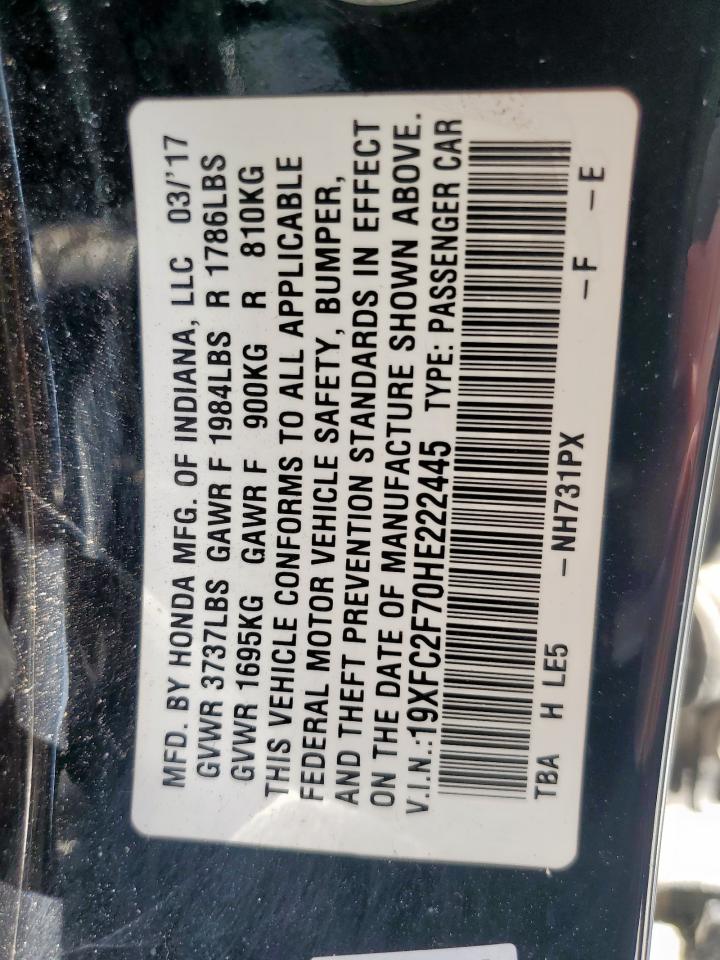 MFD. BY HONDA MFG. OF INDIANA, LLC 03/'17
GVWR 3737LBS GAWR F 1984LBS R 1786LBS
GVWR 1695KG GAWR F 900KG R 810KG
THIS VEHICLE CONFORMS TO ALL APPLICABLE
FEDERAL MOTOR VEHICLE SAFETY, BUMPER,
AND THEFT PREVENTION STANDARDS IN EFFECT
ON THE DATE OF MANUFACTURE SHOWN ABOVE.
V.I.N.:19XFC2F70HE222445 TYPE: PASSENGER CAR
TBA H LE5 -NH731PX -F -E